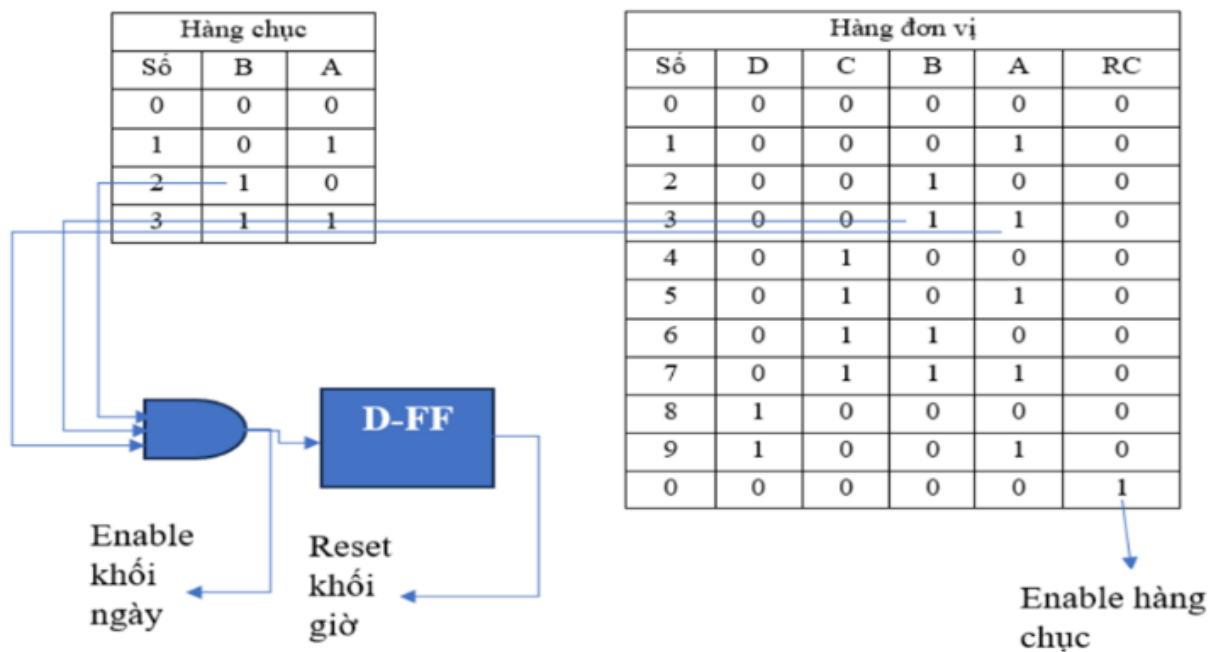 Hàng chục
Số B A
0 0 0
1 0 1
2 1 0
3 1 1
Hàng đơn vị
Số D C B A RC
0 0 0 0 0 0
1 0 0 0 1 0
2 0 0 1 0 0
3 0 0 1 1 0
4 0 1 0 0 0
5 0 1 0 1 0
6 0 1 1 0 0
7 0 1 1 1 0
8 1 0 0 0 0
9 1 0 0 1 0
0 0 0 0 0 1
D-FF
Enable
khối
ngày
Reset
khối
giờ
Enable hàng
chục